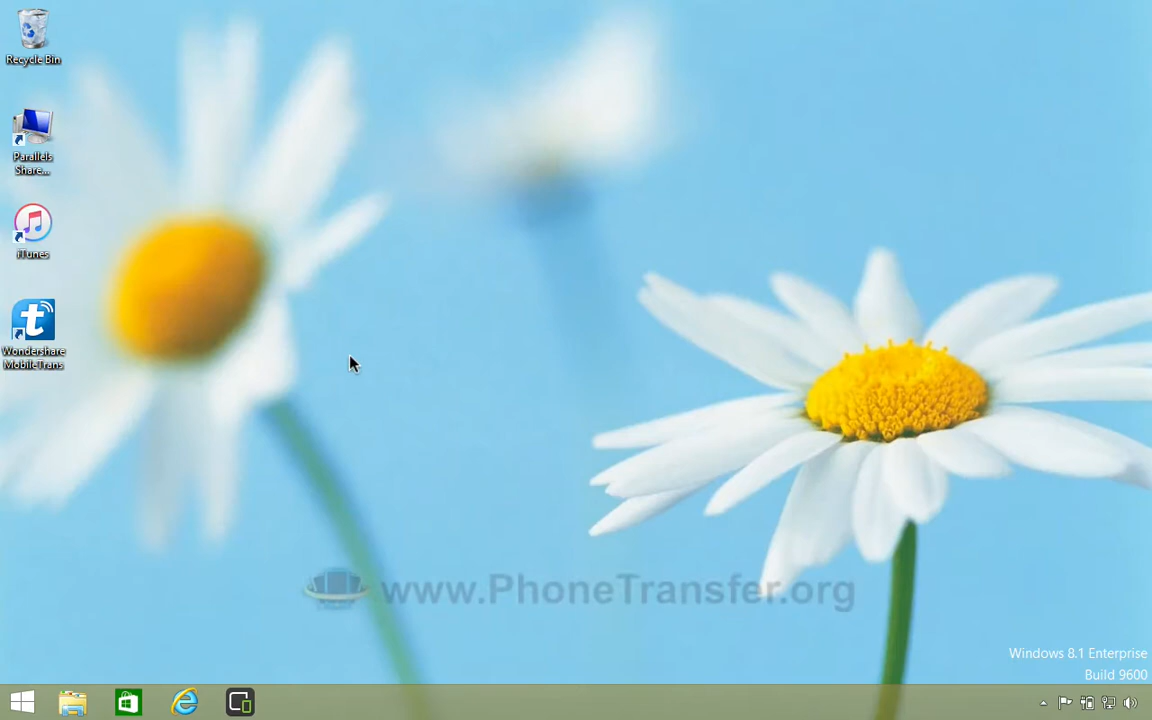 Recycle Bin
Parallels
Share...
iTunes
Wondershare
MobileTrans
www.PhoneTransfer.org
Windows 8.1 Enterprise
Build 9600